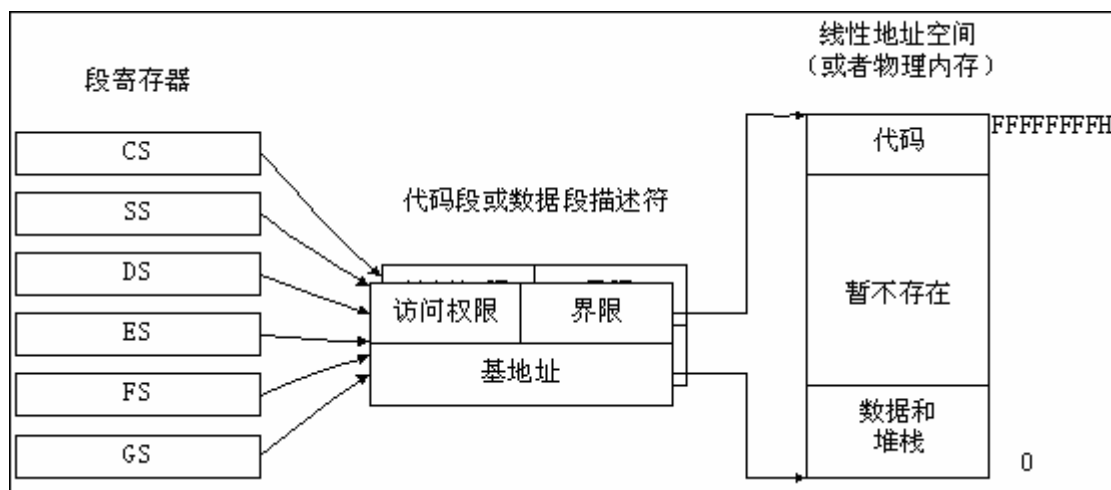 线性地址空间
（或者物理内存）
段寄存器
FFFFFFFFH
代码
CS
代码段或数据段描述符
SS
DS
访问权限
界限
暂不存在
ES
基地址
FS
数据和
堆栈
GS
0